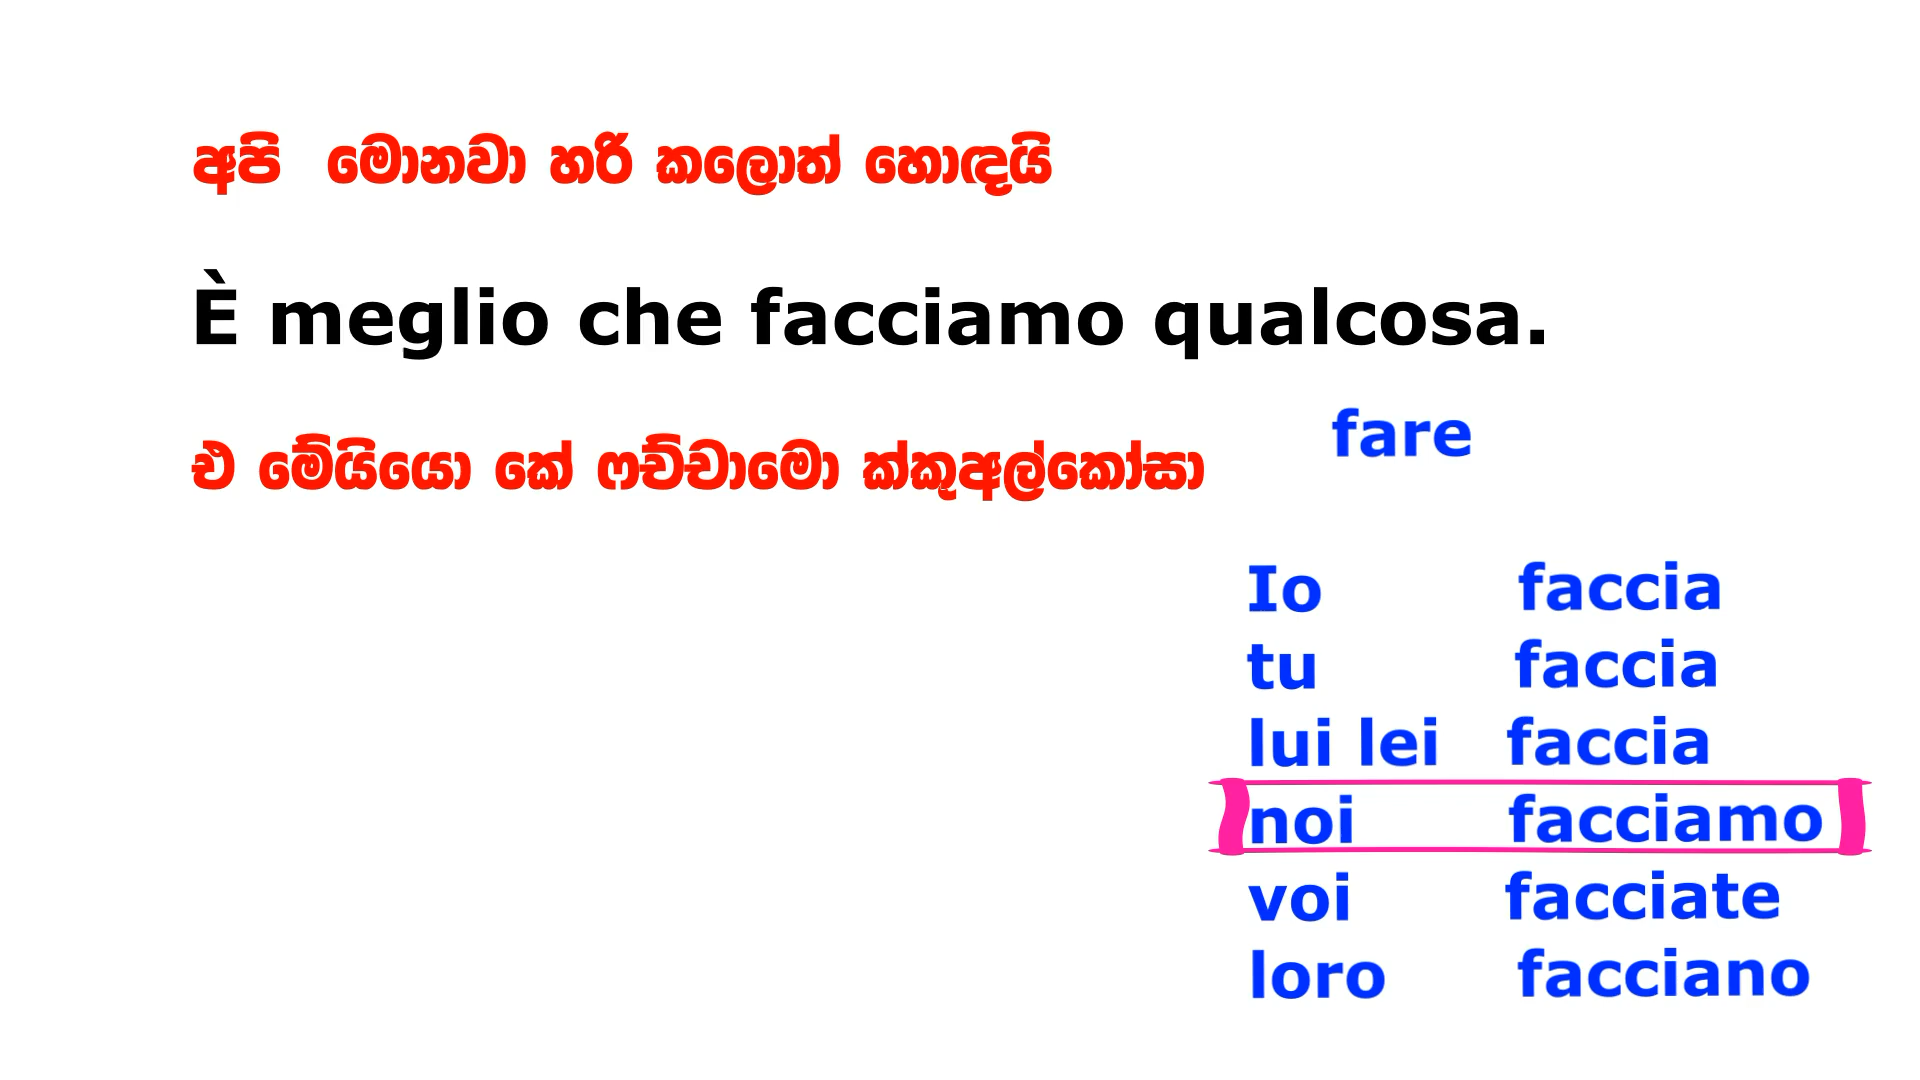 අපි මොනවා හරි කලොත් හොඳයි
È meglio che facciamo qualcosa.
එ මේයියො කේ ෆච්චාමො ක්කුඅල්කෝසා
fare
Io faccia
tu faccia
lui lei faccia
noi facciamo
voi facciate
loro facciano